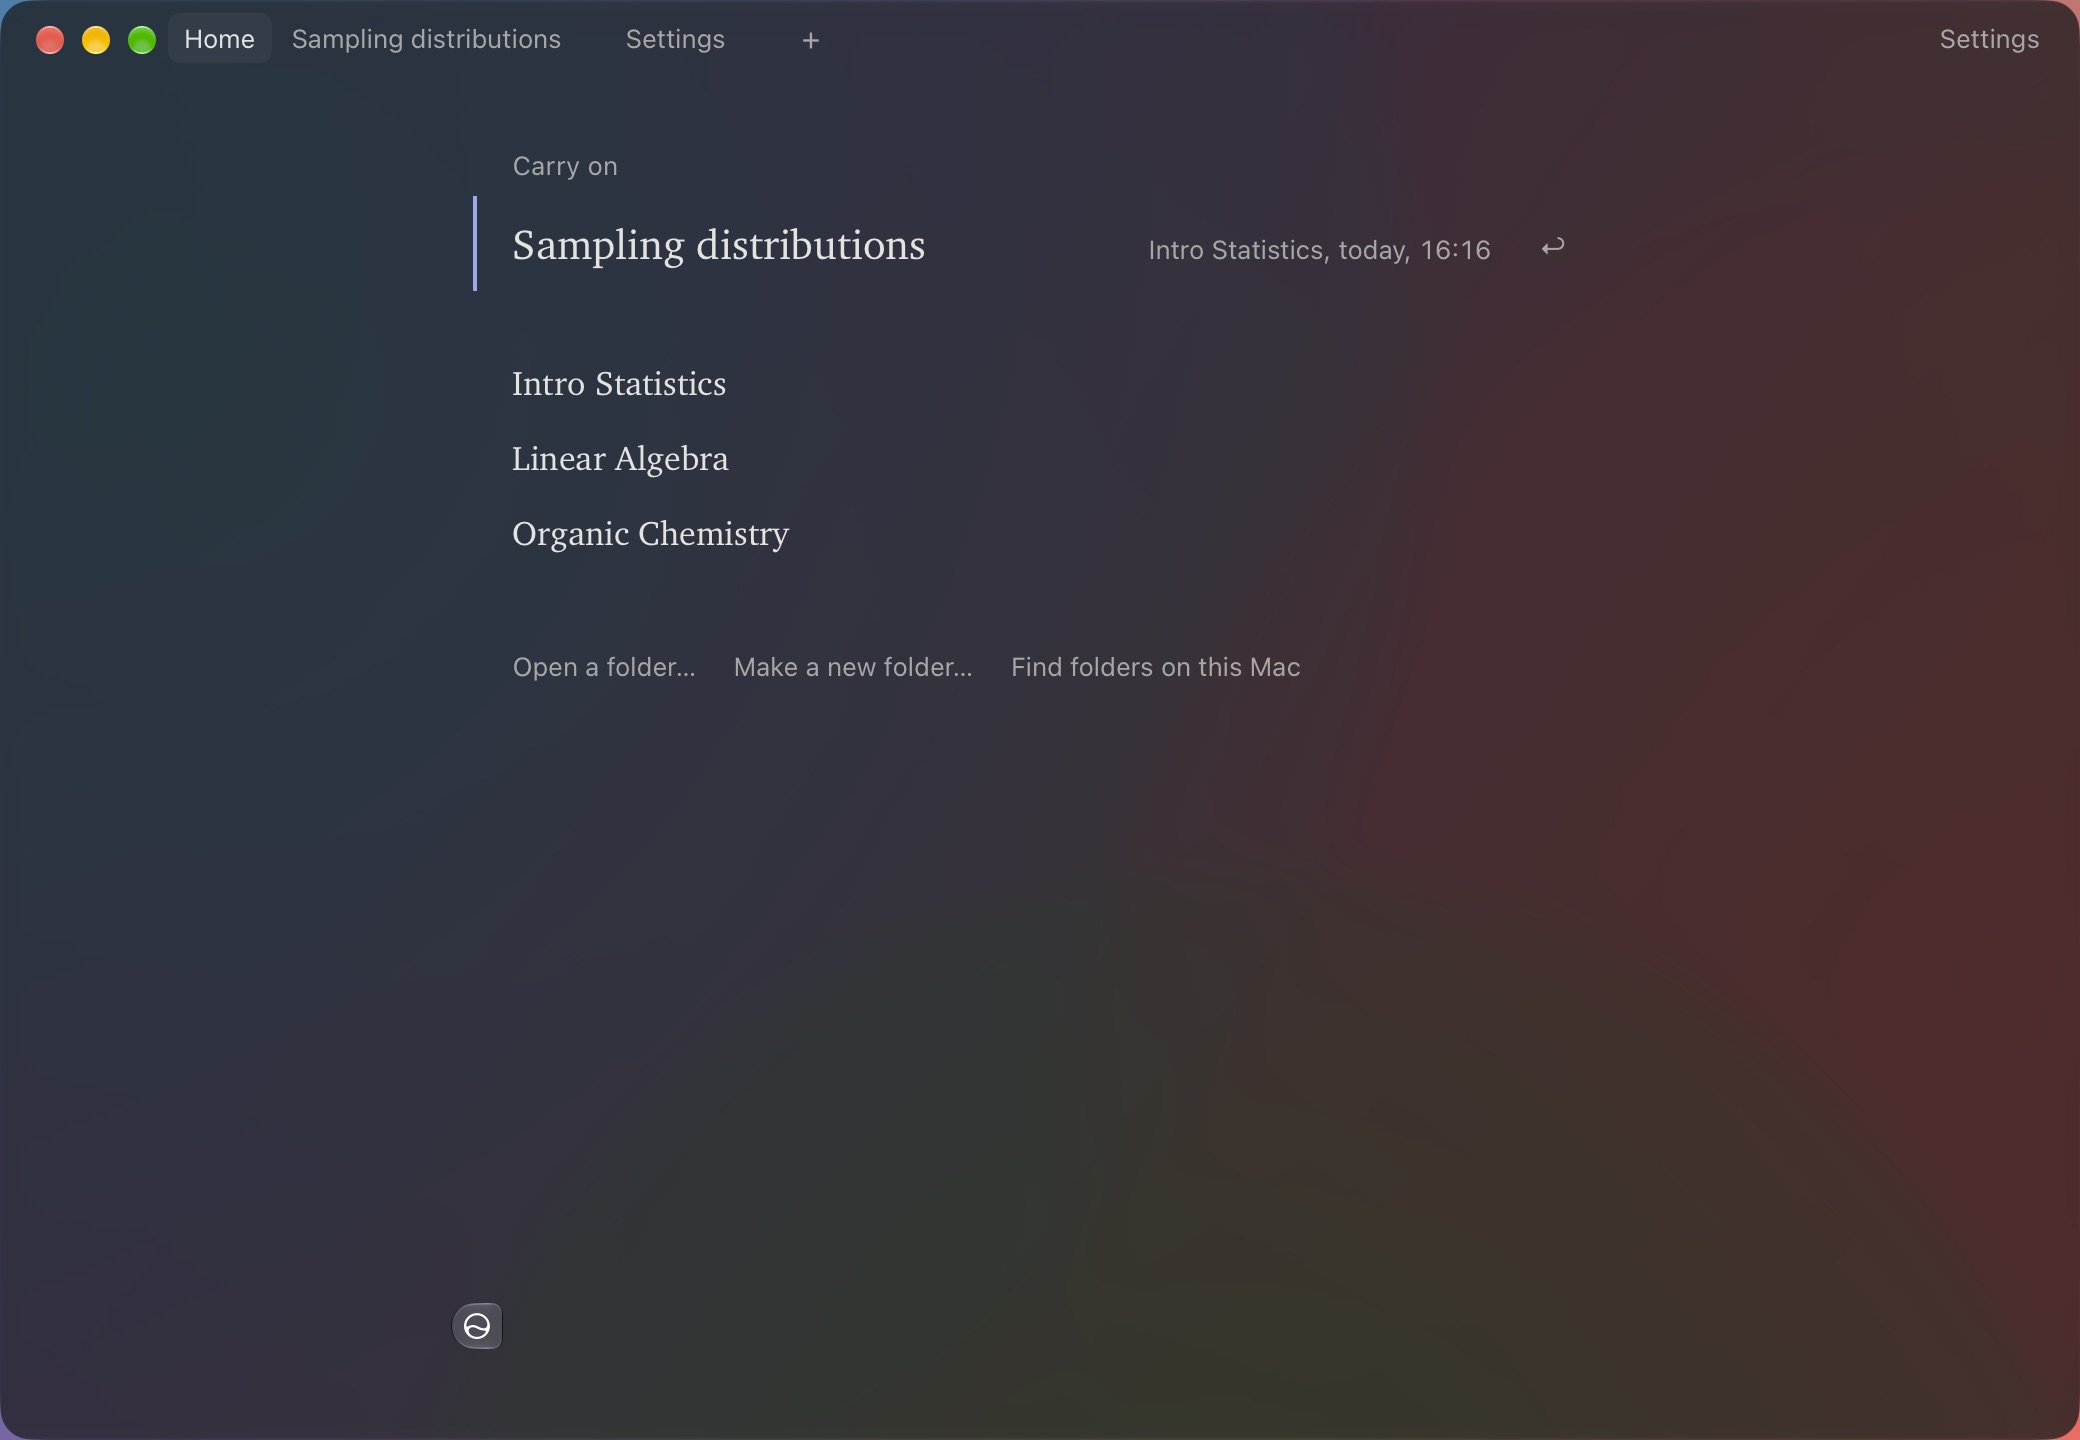 Home Sampling distributions Settings + Settings
Carry on
Sampling distributions Intro Statistics, today, 16:16
Intro Statistics
Linear Algebra
Organic Chemistry
Open a folder... Make a new folder... Find folders on this Mac